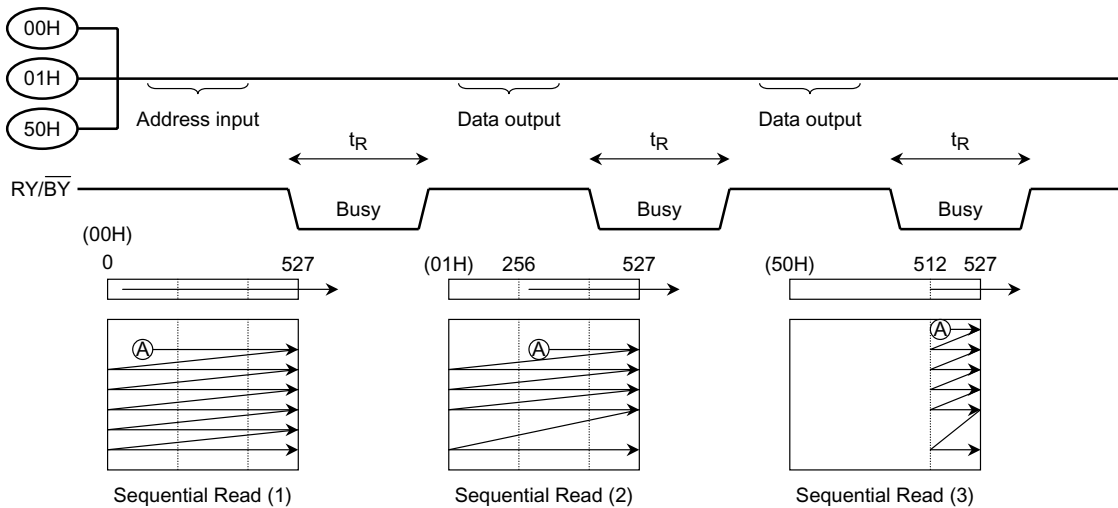 00H
01H
50H
Address input
Data output
Data output
tR
tR
tR
RY/BY
Busy
Busy
Busy
(00H)
0 527
(01H) 256 527
(50H) 512 527
A
A
A
Sequential Read (1)
Sequential Read (2)
Sequential Read (3)